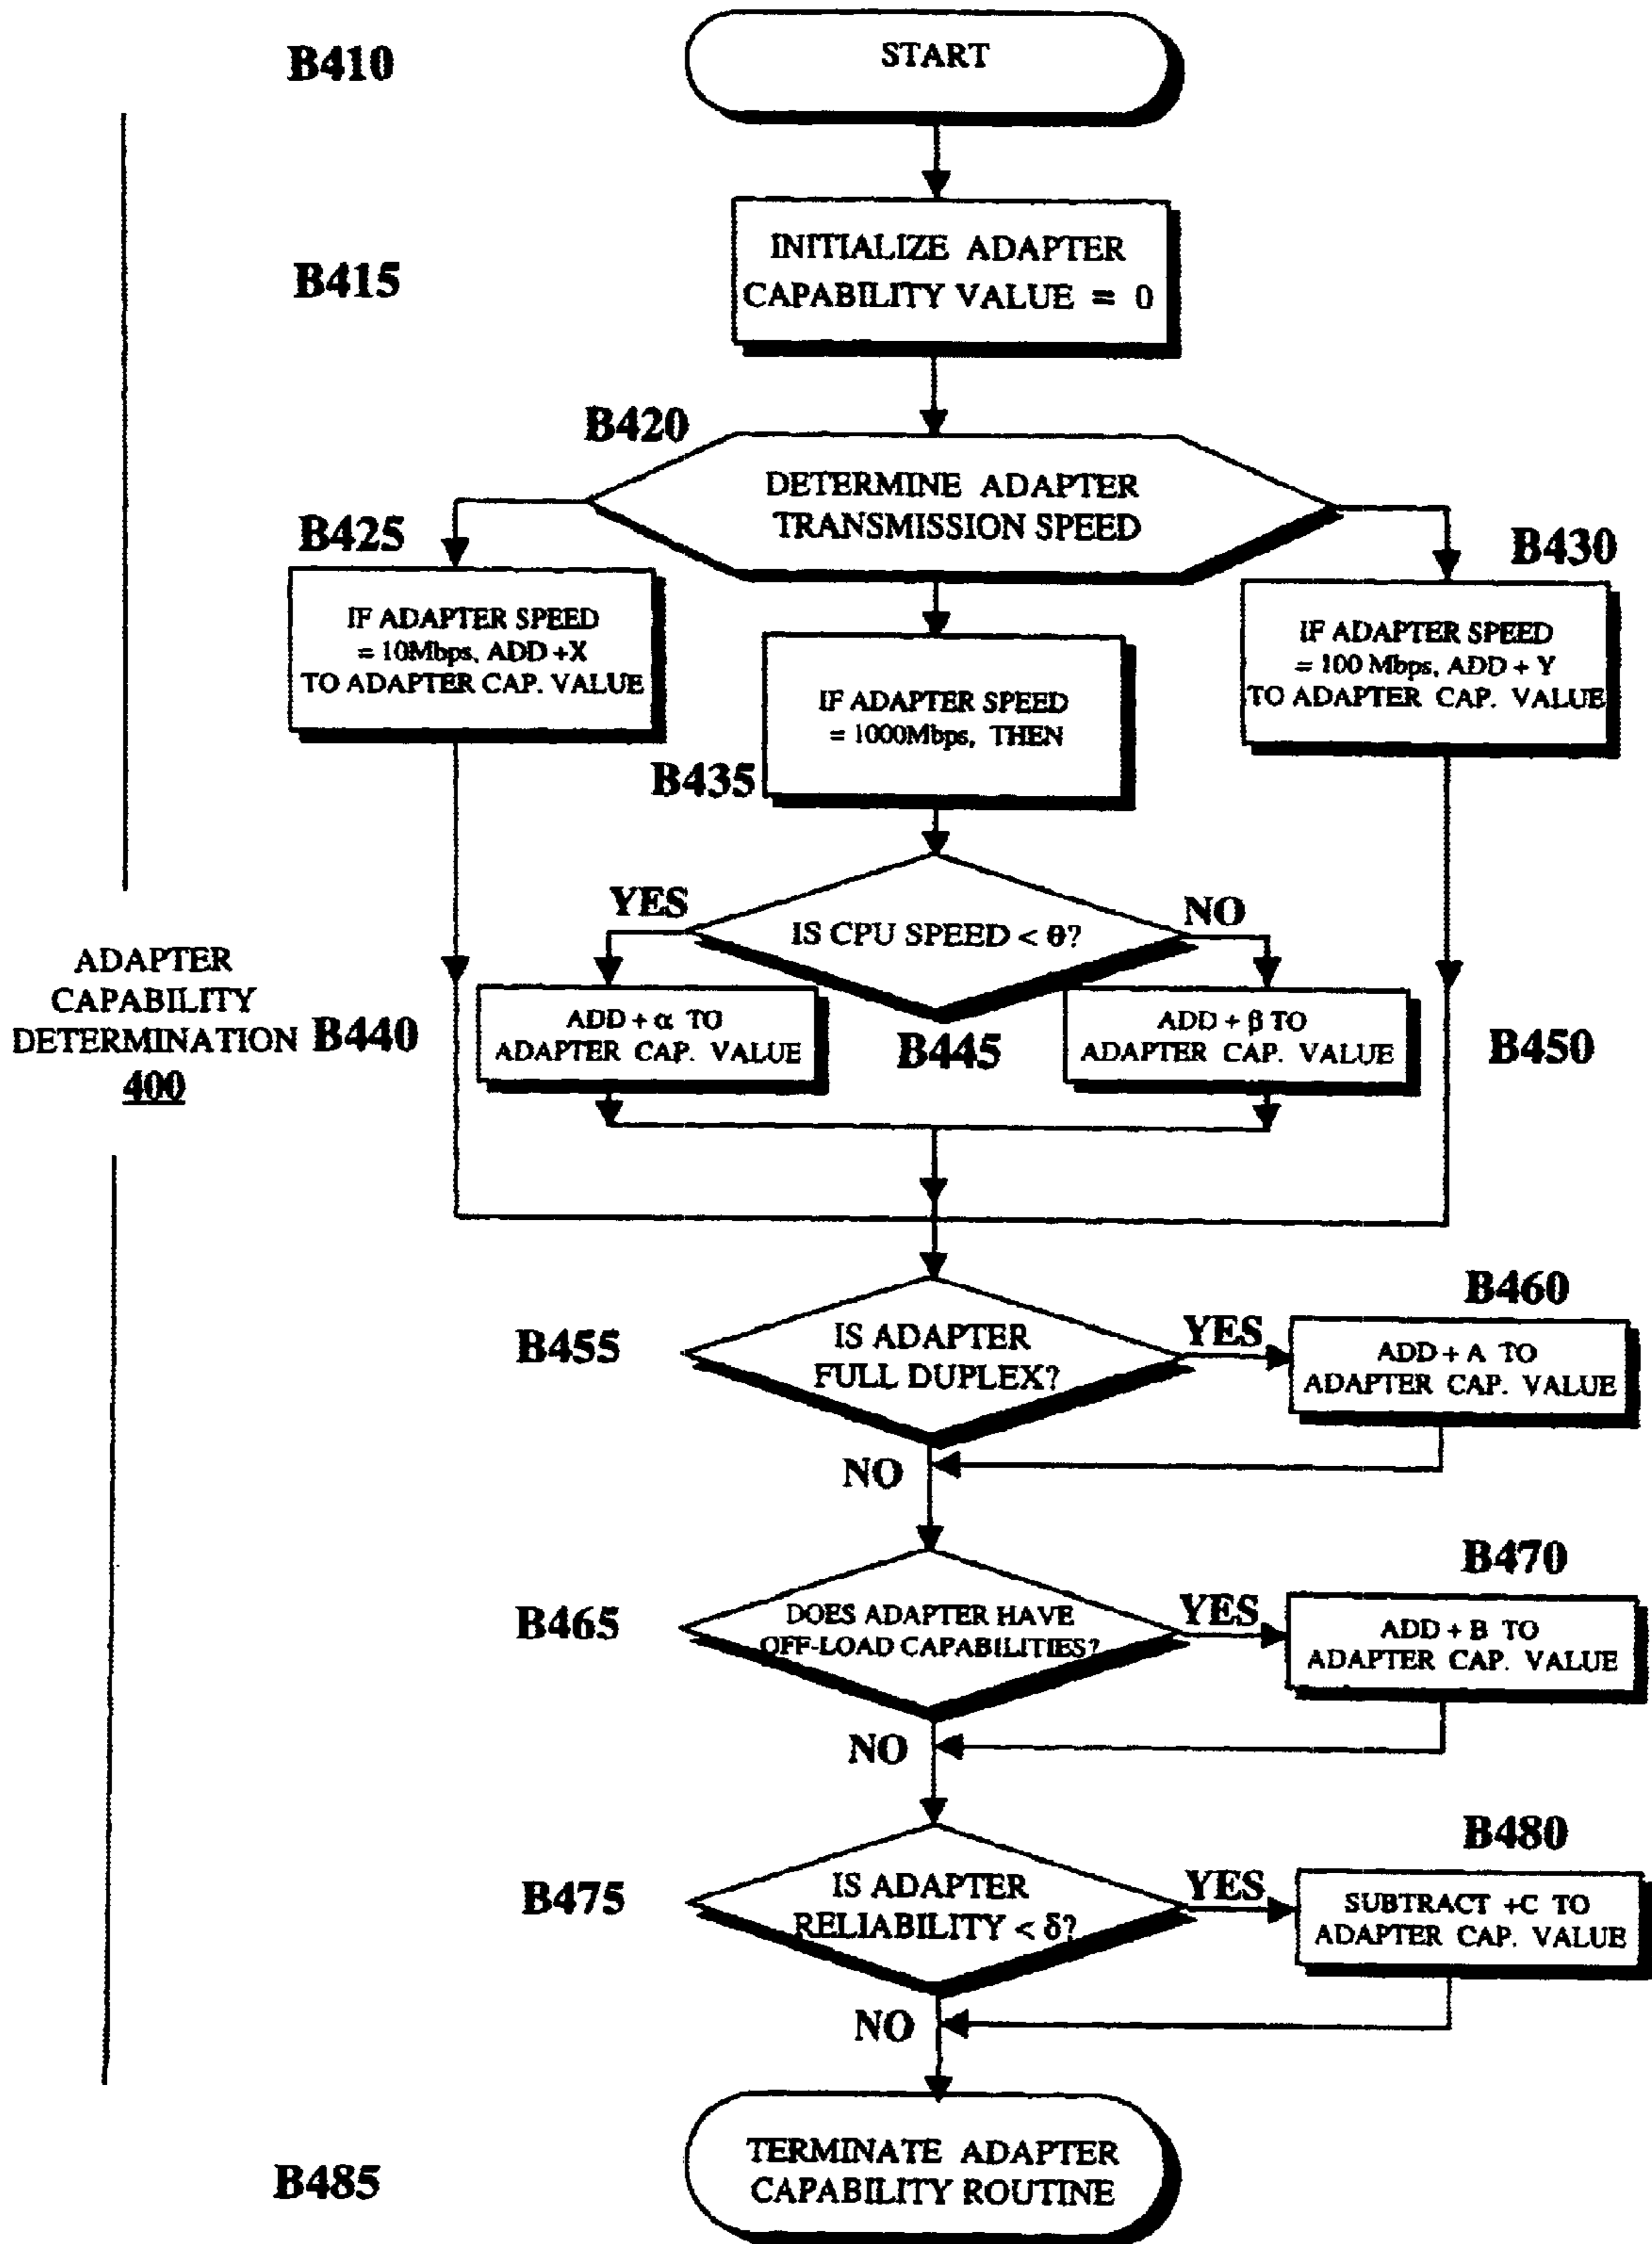 B410
START
B415
INITIALIZE ADAPTER
CAPABILITY VALUE = 0
B420
DETERMINE ADAPTER
TRANSMISSION SPEED
B425
IF ADAPTER SPEED
= 10Mbps, ADD +X
TO ADAPTER CAP. VALUE
B430
IF ADAPTER SPEED
= 100 Mbps, ADD + Y
TO ADAPTER CAP. VALUE
IF ADAPTER SPEED
= 1000Mbps, THEN
B435
YES
IS CPU SPEED < θ?
NO
ADAPTER
CAPABILITY
DETERMINATION
400
B440
ADD + α TO
ADAPTER CAP. VALUE
B445
ADD + β TO
ADAPTER CAP. VALUE
B450
B455
IS ADAPTER
FULL DUPLEX?
YES
B460
ADD + A TO
ADAPTER CAP. VALUE
NO
B465
DOES ADAPTER HAVE
OFF-LOAD CAPABILITIES?
YES
B470
ADD + B TO
ADAPTER CAP. VALUE
NO
B475
IS ADAPTER
RELIABILITY < δ?
YES
B480
SUBTRACT +C TO
ADAPTER CAP. VALUE
NO
B485
TERMINATE ADAPTER
CAPABILITY ROUTINE